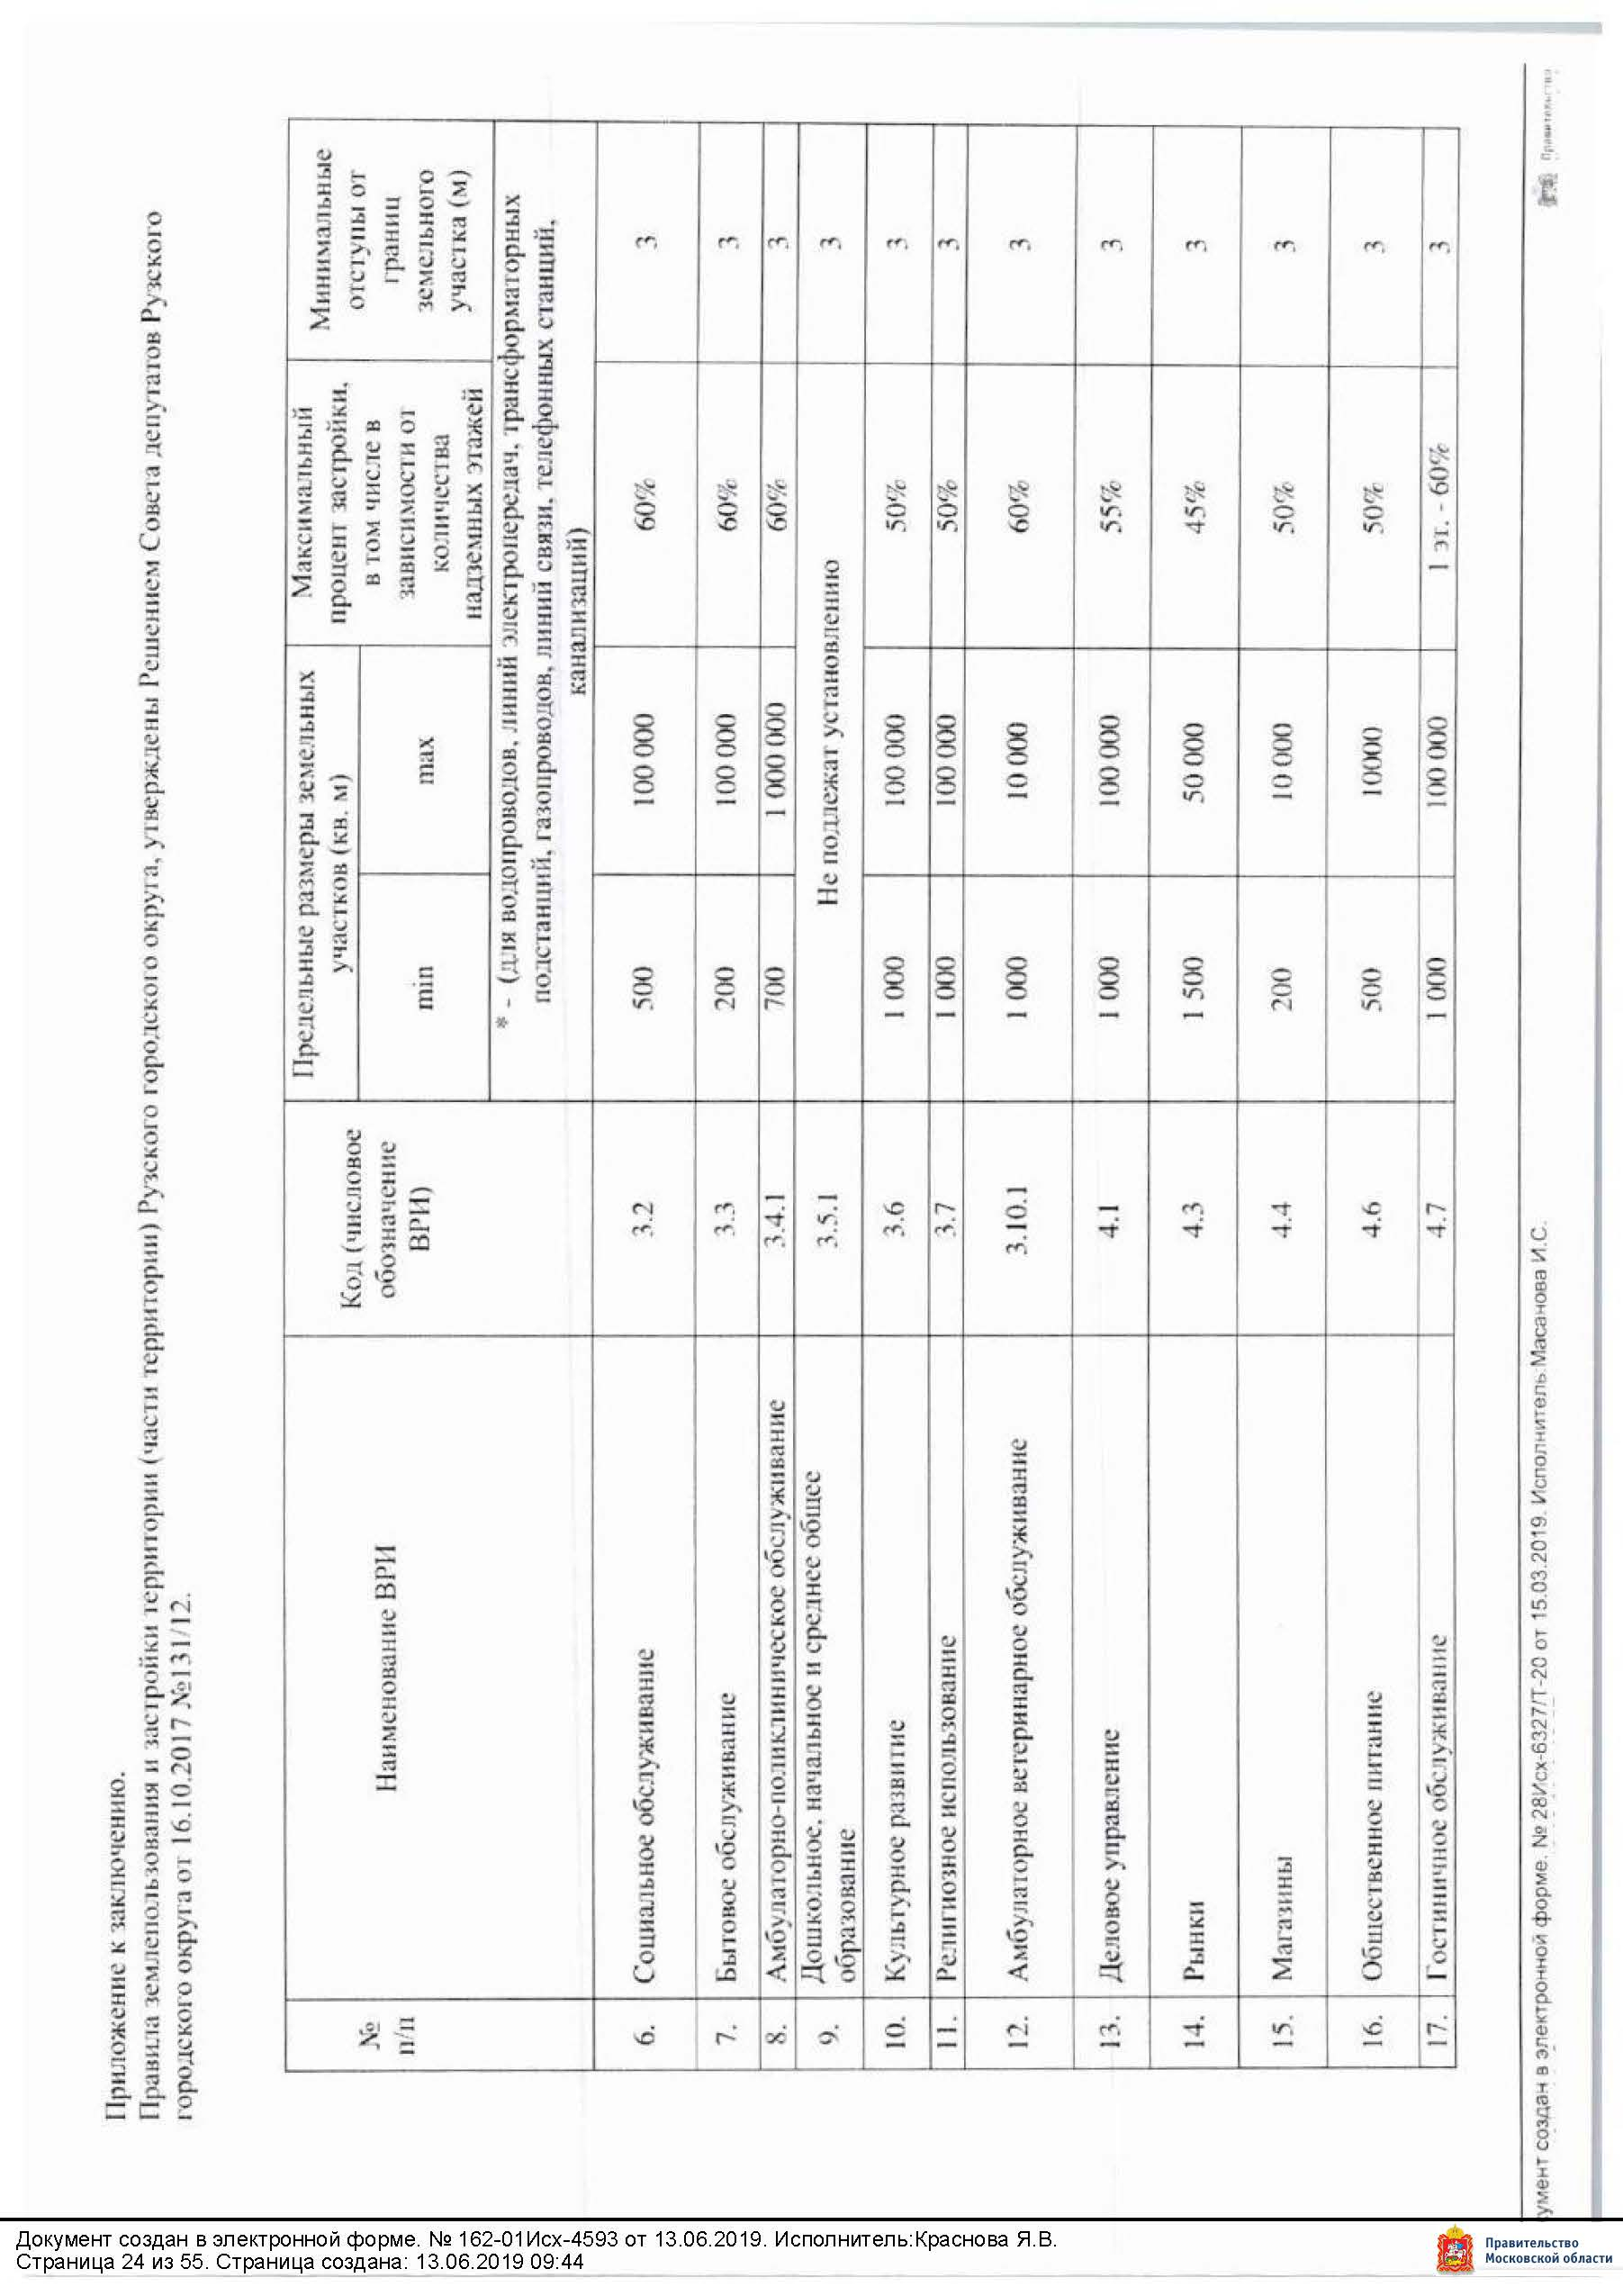 Приложение к заключению.
Правила землепользования и застройки территории (части территории) Рузского городского округа, утверждены Решением Совета депутатов Рузского
городского округа от 16.10.2017 №131/12.
№
п/п
Наименование ВРИ
Код (числовое
обозначение
ВРИ)
Предельные размеры земельных
участков (кв. м)
min
max
Максимальный
процент застройки,
в том числе в
зависимости от
количества
надземных этажей
Минимальные
отступы от
границ
земельного
участка (м)
* - (для водопроводов, линий электропередач, трансформаторных
подстанций, газопроводов, линий связи, телефонных станций,
канализаций)
6. Социальное обслуживание 3.2 500 100 000 60% 3
7. Бытовое обслуживание 3.3 200 100 000 60% 3
8. Амбулаторно-поликлиническое обслуживание 3.4.1 700 1 000 000 60% 3
9. Дошкольное, начальное и среднее общее
образование 3.5.1 Не подлежат установлению 3
10. Культурное развитие 3.6 1 000 100 000 50% 3
11. Религиозное использование 3.7 1 000 100 000 50% 3
12. Амбулаторное ветеринарное обслуживание 3.10.1 1 000 10 000 60% 3
13. Деловое управление 4.1 1 000 100 000 55% 3
14. Рынки 4.3 1 500 50 000 45% 3
15. Магазины 4.4 200 10 000 50% 3
16. Общественное питание 4.6 500 10000 50% 3
17. Гостиничное обслуживание 4.7 1 000 100 000 1 эт. - 60% 3
умент создан в электронной форме. № 28Исх-6327/Т-20 от 15.03.2019. Исполнитель:Масанова И.С.
Правительство
Документ создан в электронной форме. № 162-01Исх-4593 от 13.06.2019. Исполнитель:Краснова Я.В.
Страница 24 из 55. Страница создана: 13.06.2019 09:44
Правительство
Московской области